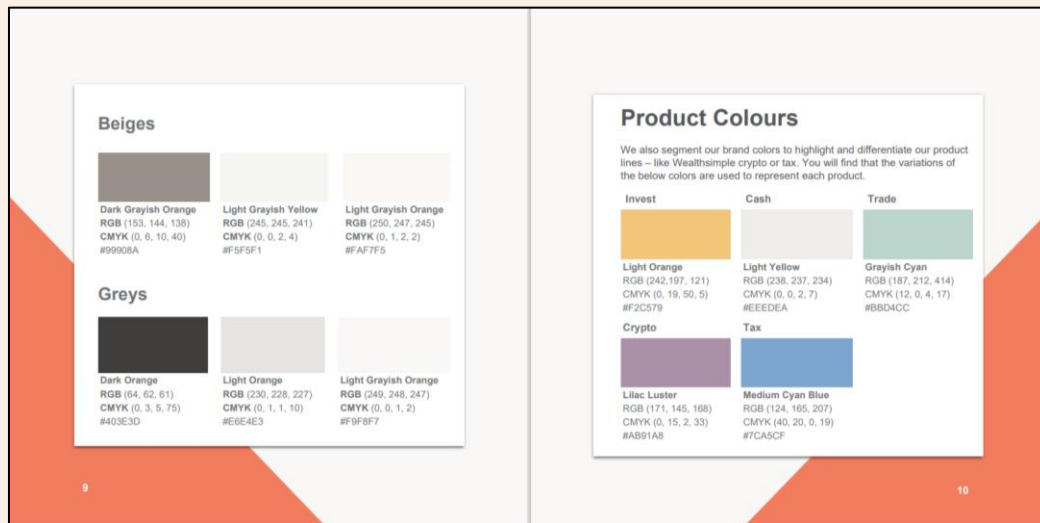 Beiges
Dark Grayish Orange
RGB (153, 144, 138)
CMYK (0, 6, 10, 40)
#99908A
Light Grayish Yellow
RGB (245, 245, 241)
CMYK (0, 0, 2, 4)
#F5F5F1
Light Grayish Orange
RGB (250, 247, 245)
CMYK (0, 1, 2, 2)
#FAF7F5
Greys
Dark Orange
RGB (64, 62, 61)
CMYK (0, 3, 5, 75)
#403E3D
Light Orange
RGB (230, 228, 227)
CMYK (0, 1, 1, 10)
#E6E4E3
Light Grayish Orange
RGB (249, 248, 247)
CMYK (0, 0, 1, 2)
#F9F8F7
9
Product Colours
We also segment our brand colors to highlight and differentiate our product
lines – like Wealthsimple crypto or tax. You will find that the variations of
the below colors are used to represent each product.
Invest
Light Orange
RGB (242,197, 121)
CMYK (0, 19, 50, 5)
#F2C579
Cash
Light Yellow
RGB (238, 237, 234)
CMYK (0, 0, 2, 7)
#EEEDEA
Trade
Grayish Cyan
RGB (187, 212, 414)
CMYK (12, 0, 4, 17)
#BBD4CC
Crypto
Lilac Luster
RGB (171, 145, 168)
CMYK (0, 15, 2, 33)
#AB91A8
Tax
Medium Cyan Blue
RGB (124, 165, 207)
CMYK (40, 20, 0, 19)
#7CA5CF
10